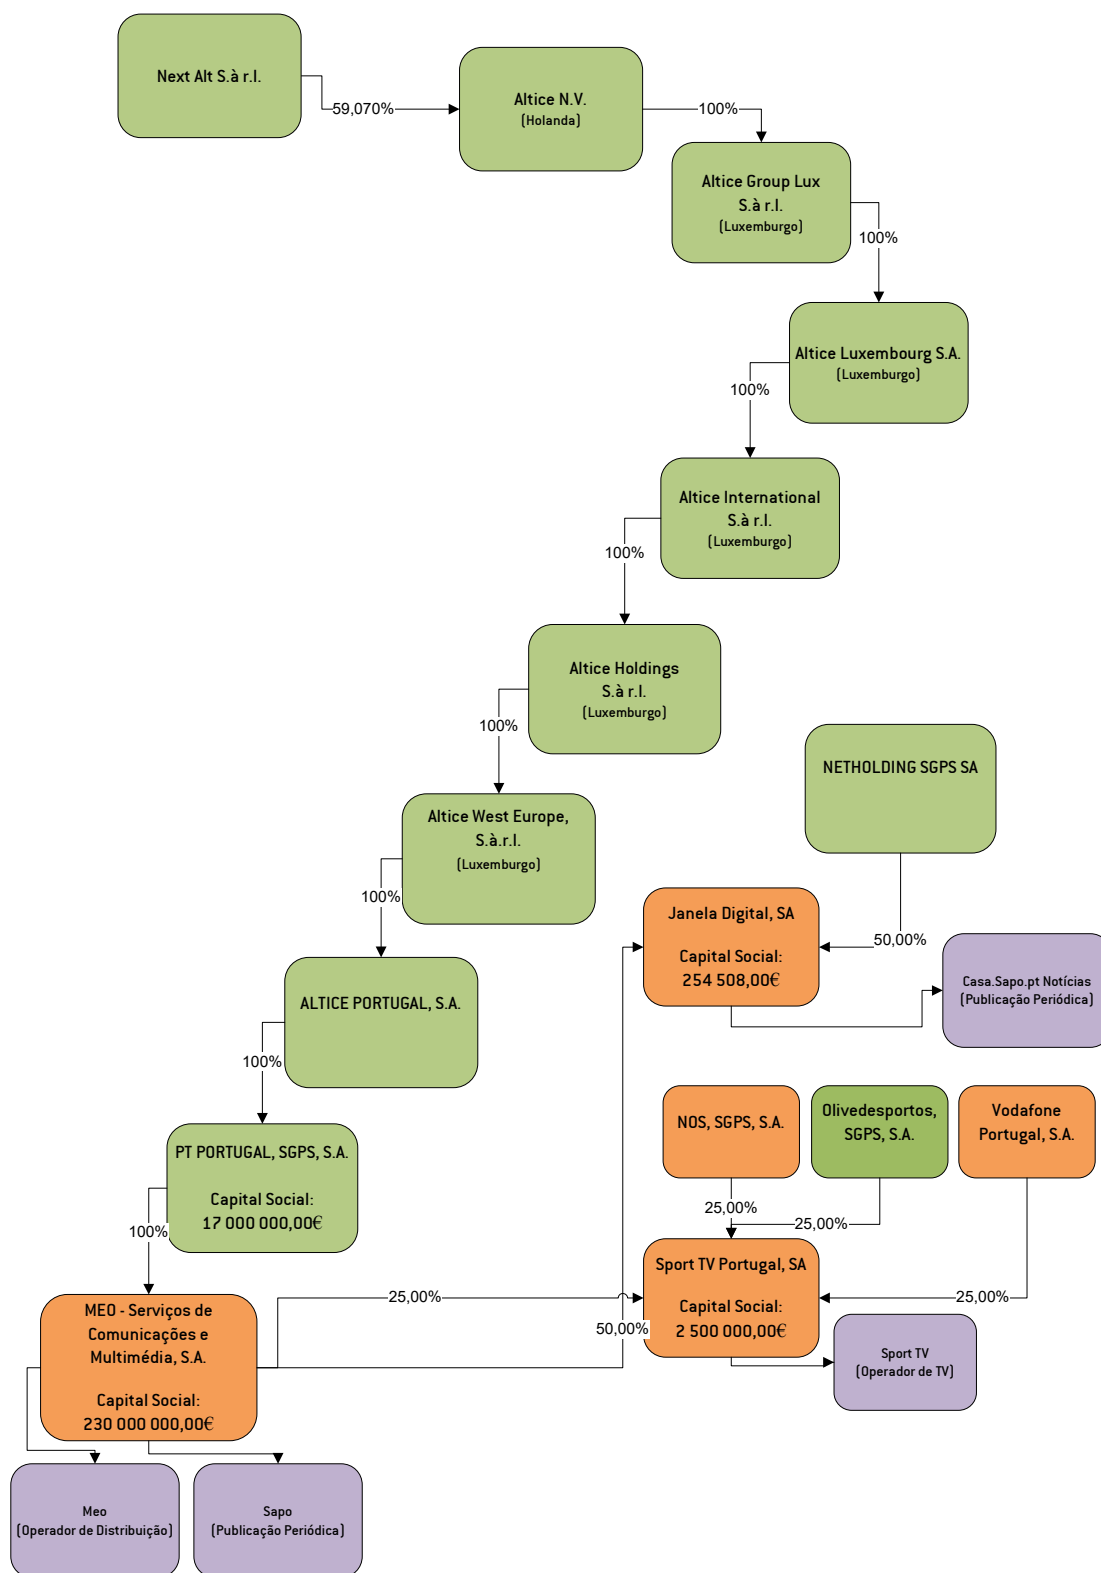 Next Alt S.à r.l.
59,070%
Altice N.V.
(Holanda)
100%
Altice Group Lux
S.à r.l.
(Luxemburgo)
100%
Altice Luxembourg S.A.
(Luxemburgo)
100%
Altice International
S.à r.l.
(Luxemburgo)
100%
Altice Holdings
S.à r.l.
(Luxemburgo)
100%
Altice West Europe,
S.à.r.l.
(Luxemburgo)
100%
ALTICE PORTUGAL, S.A.
100%
PT PORTUGAL, SGPS, S.A.
Capital Social:
17 000 000,00€
100%
MEO - Serviços de
Comunicações e
Multimédia, S.A.
Capital Social:
230 000 000,00€
Meo
(Operador de Distribuição)
Sapo
(Publicação Periódica)
NETHOLDING SGPS SA
50,00%
Janela Digital, SA
Capital Social:
254 508,00€
Casa.Sapo.pt Notícias
(Publicação Periódica)
NOS, SGPS, S.A.
Olivedesportos,
SGPS, S.A.
Vodafone
Portugal, S.A.
25,00%
25,00%
25,00%
25,00%
50,00%
Sport TV Portugal, SA
Capital Social:
2 500 000,00€
Sport TV
(Operador de TV)